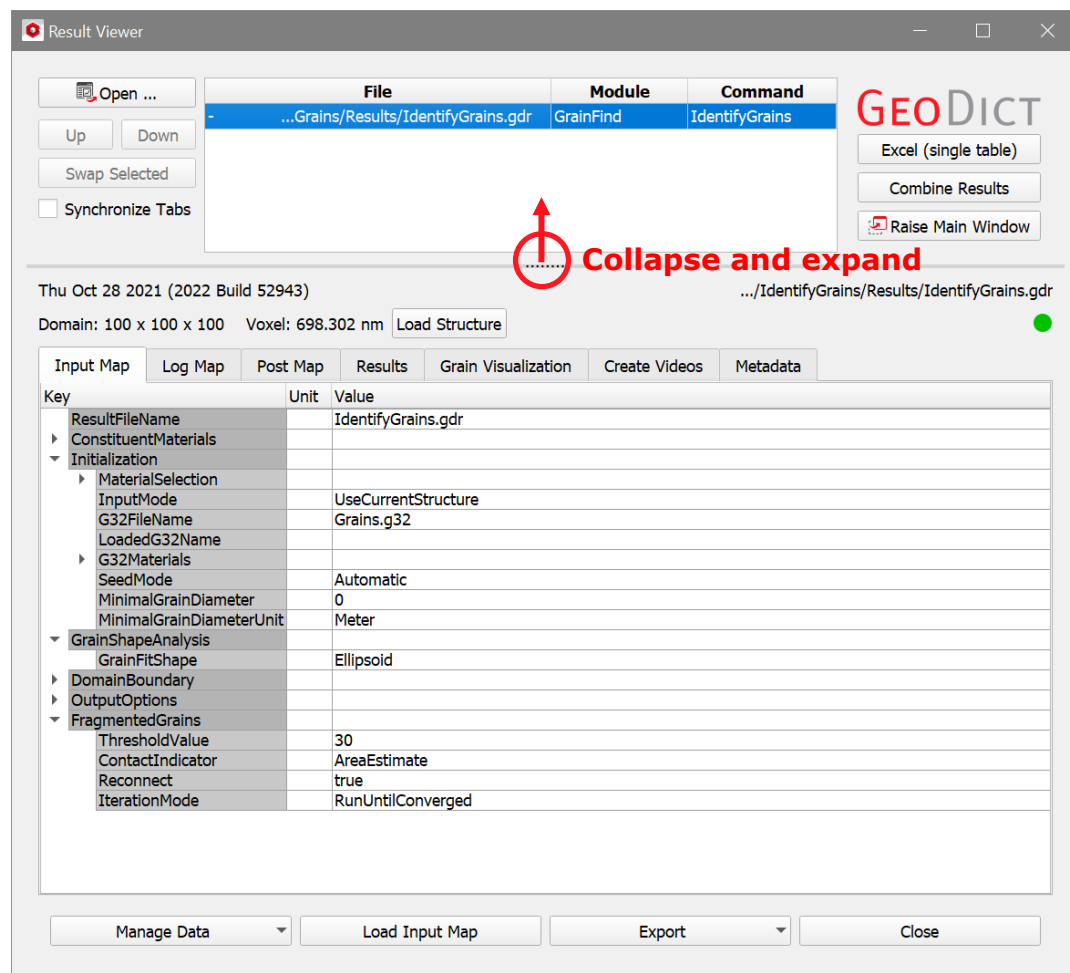 Result Viewer
Open ...
Up Down
Swap Selected
Synchronize Tabs
File Module Command
- ...Grains/Results/IdentifyGrains.gdr GrainFind IdentifyGrains
GEODICT
Excel (single table)
Combine Results
Raise Main Window
Collapse and expand
Thu Oct 28 2021 (2022 Build 52943) .../IdentifyGrains/Results/IdentifyGrains.gdr
Domain: 100 x 100 x 100 Voxel: 698.302 nm Load Structure
Input Map Log Map Post Map Results Grain Visualization Create Videos Metadata
Key Unit Value
ResultFileName IdentifyGrains.gdr
ConstituentMaterials
Initialization
MaterialSelection
InputMode UseCurrentStructure
G32FileName Grains.g32
LoadedG32Name
G32Materials
SeedMode Automatic
MinimalGrainDiameter 0
MinimalGrainDiameterUnit Meter
GrainShapeAnalysis
GrainFitShape Ellipsoid
DomainBoundary
OutputOptions
FragmentedGrains
ThresholdValue 30
ContactIndicator AreaEstimate
Reconnect true
IterationMode RunUntilConverged
Manage Data Load Input Map Export Close